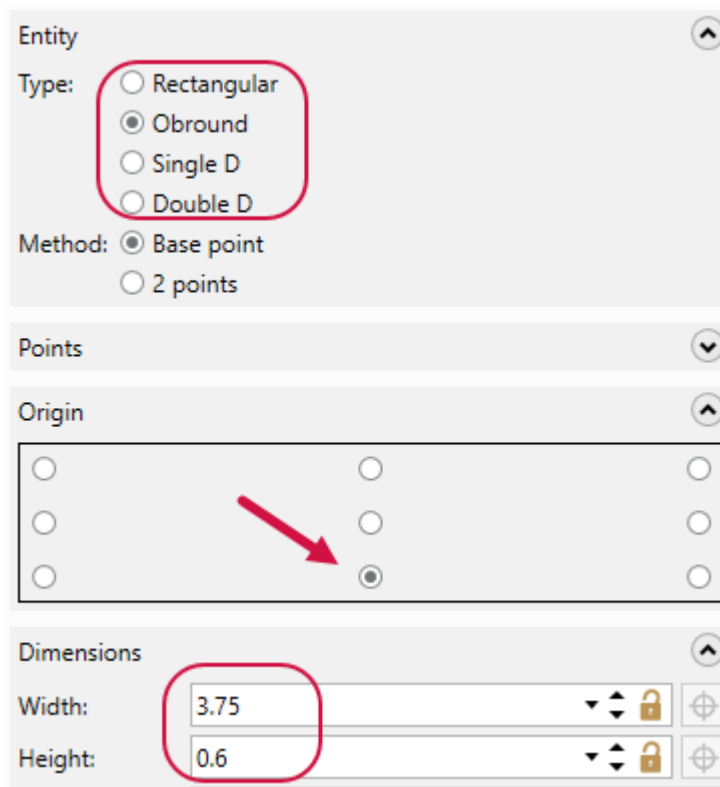 Entity
Type: Rectangular
Obround
Single D
Double D
Method: Base point
2 points
Points
Origin
Dimensions
Width: 3.75
Height: 0.6